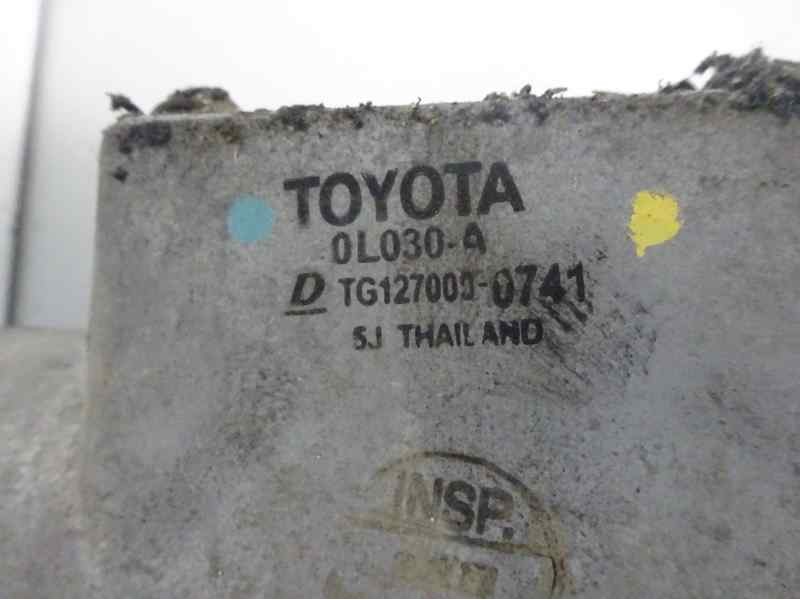 TOYOTA
0L030-A
D TG127000-0741
5J THAILAND
INSP.